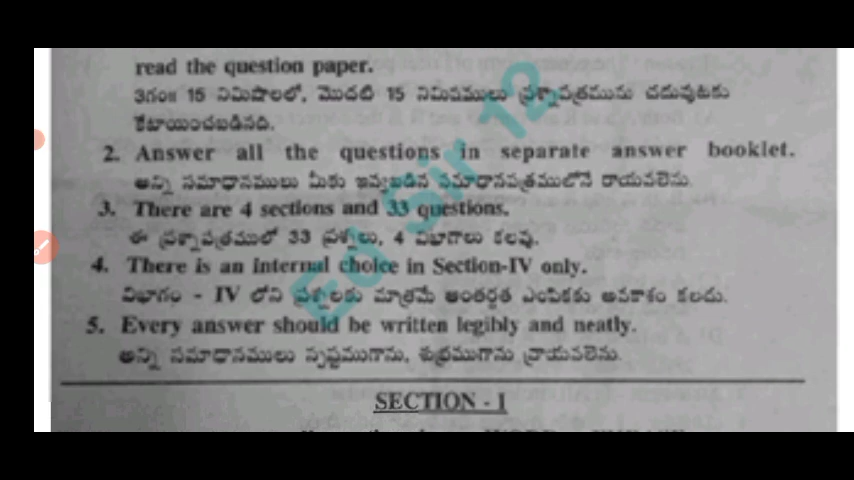 read the question paper.
3గం॥ 15 నిమిషాలలో, మొదటి 15 నిమిషములు ప్రశ్నాపత్రమును చదువుటకు
కేటాయించబడినది.
2. Answer all the questions in separate answer booklet.
అన్ని సమాధానములు మీకు ఇవ్వబడిన సమాధానపత్రములోనే రాయవలెను.
3. There are 4 sections and 33 questions.
ఈ ప్రశ్నాపత్రములో 33 ప్రశ్నలు, 4 విభాగాలు కలవు.
4. There is an internal choice in Section-IV only.
విభాగం - IV లోని ప్రశ్నలకు మాత్రమే అంతర్గత ఎంపికకు అవకాశం కలదు.
5. Every answer should be written legibly and neatly.
అన్ని సమాధానములు స్పష్టముగాను, శుభ్రముగాను వ్రాయవలెను.
SECTION - I
Ed Sir 12